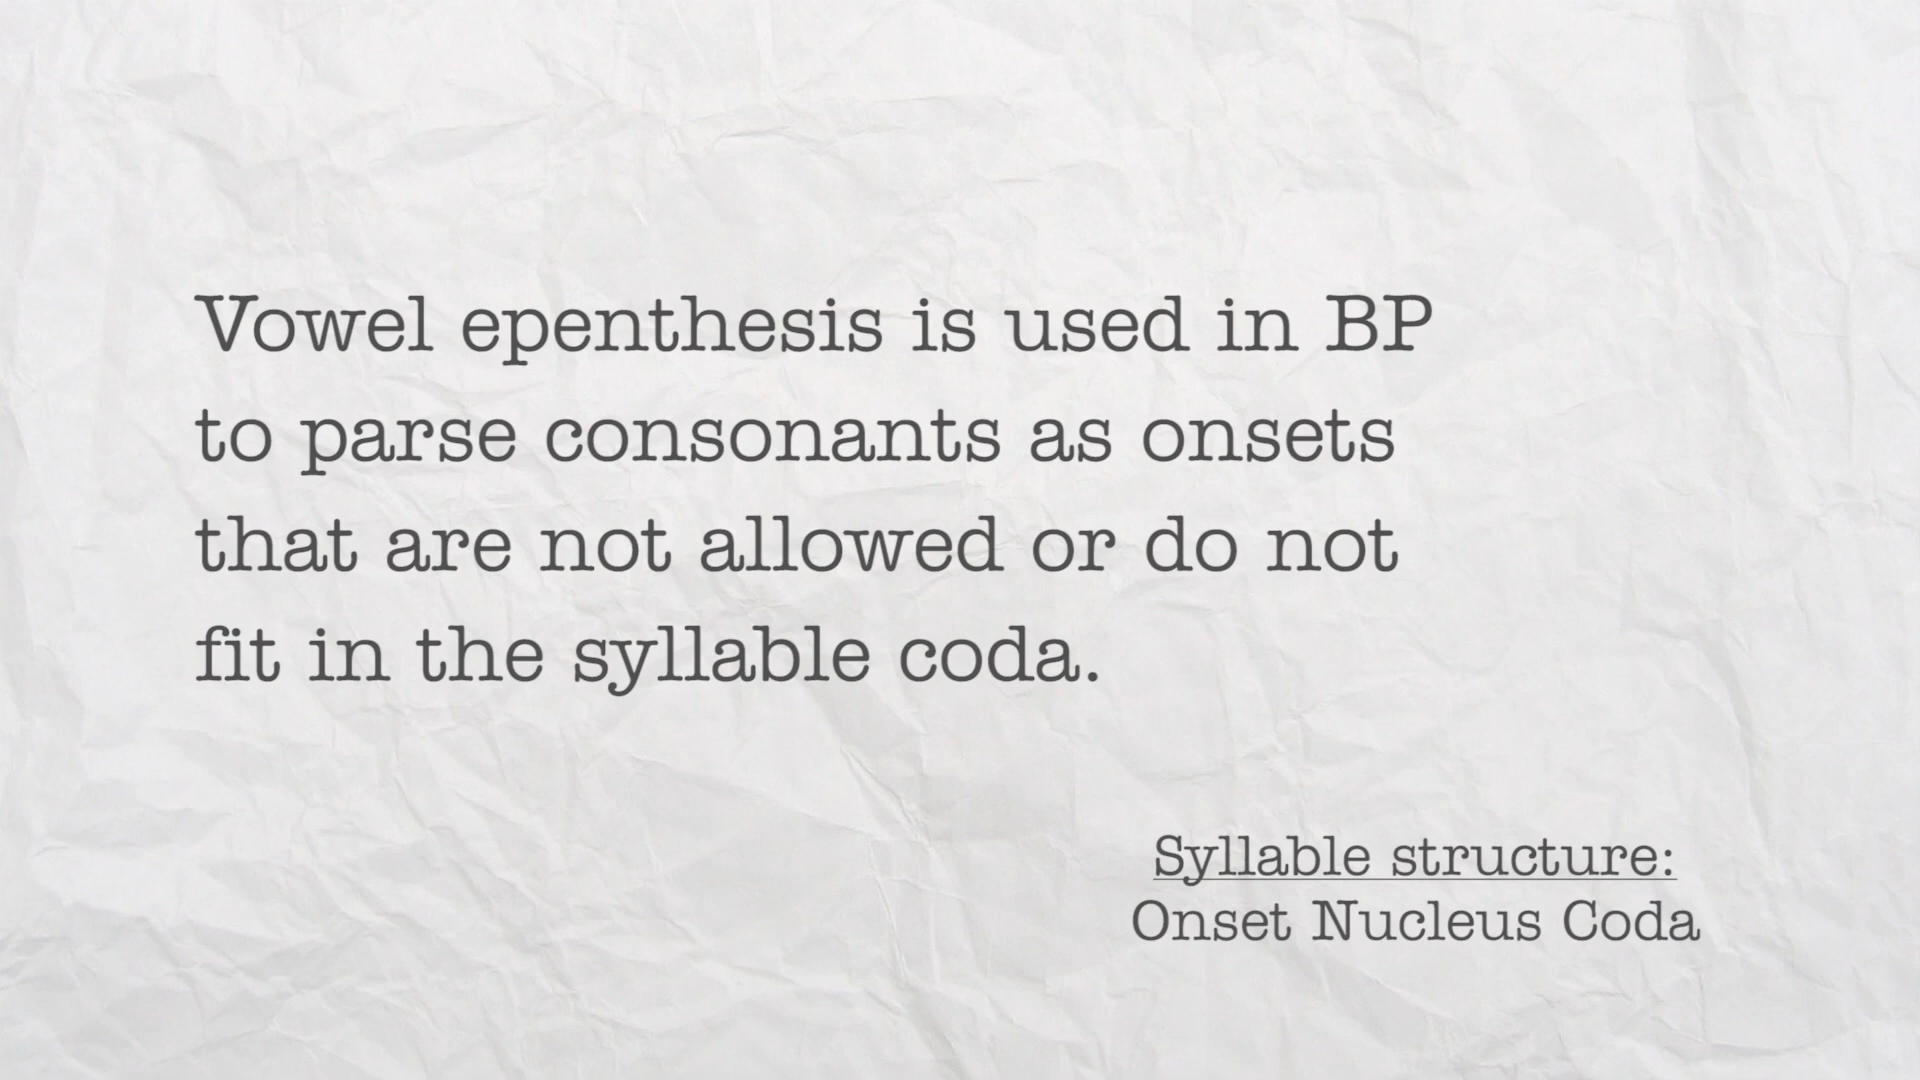 Vowel epenthesis is used in BP
to parse consonants as onsets
that are not allowed or do not
fit in the syllable coda.
Syllable structure:
Onset Nucleus Coda